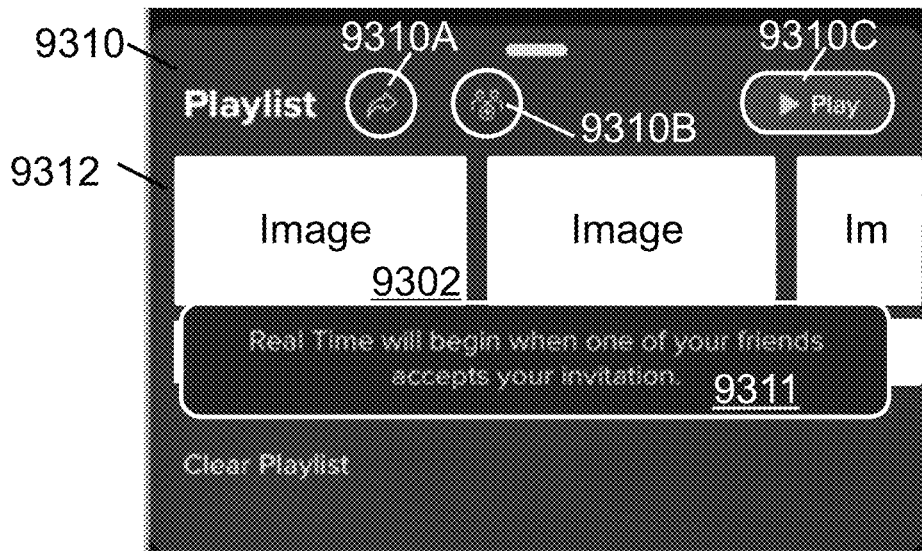 9310
9310A
9310C
Playlist
Play
9310B
9312
Image
Image
Im
9302
Real Time will begin when one of your friends
accepts your invitation.
9311
Clear Playlist